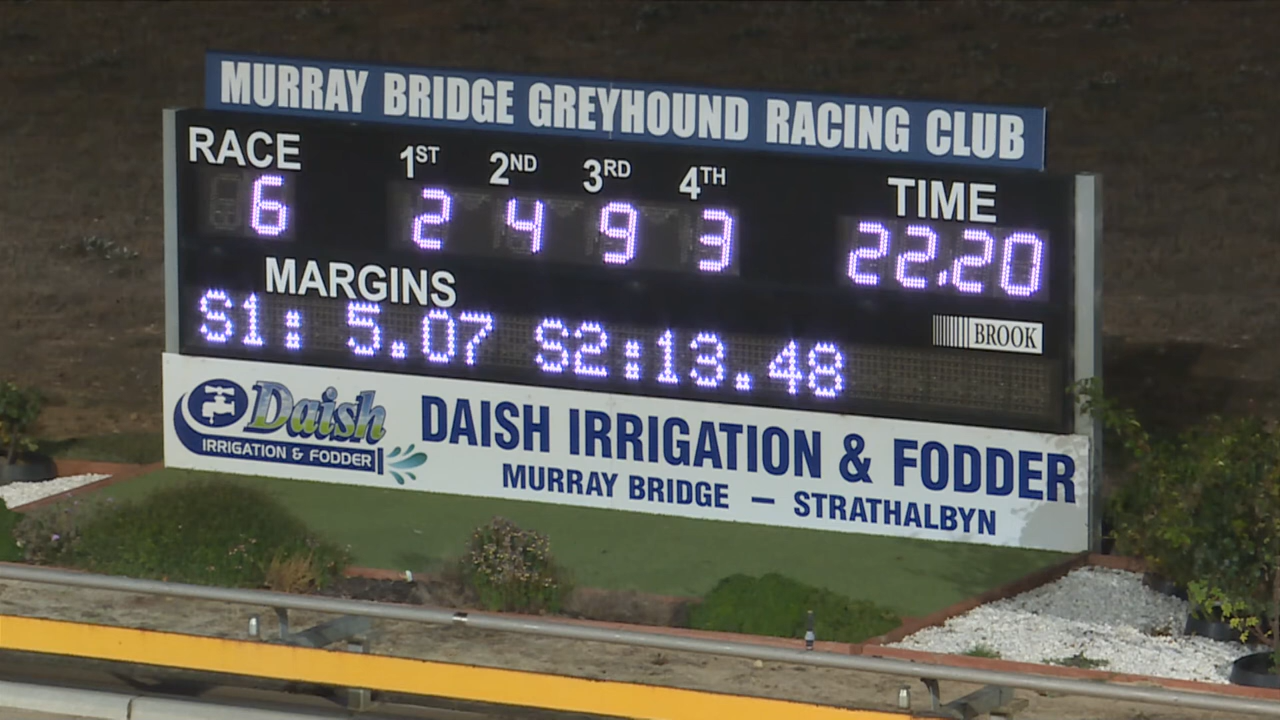 MURRAY BRIDGE GREYHOUND RACING CLUB
RACE 1ST 2ND 3RD 4TH TIME
6 2 4 9 3 22.20
MARGINS
S1: 5.07 S2:13.48
BROOK
Daish
IRRIGATION & FODDER
DAISH IRRIGATION & FODDER
MURRAY BRIDGE – STRATHALBYN